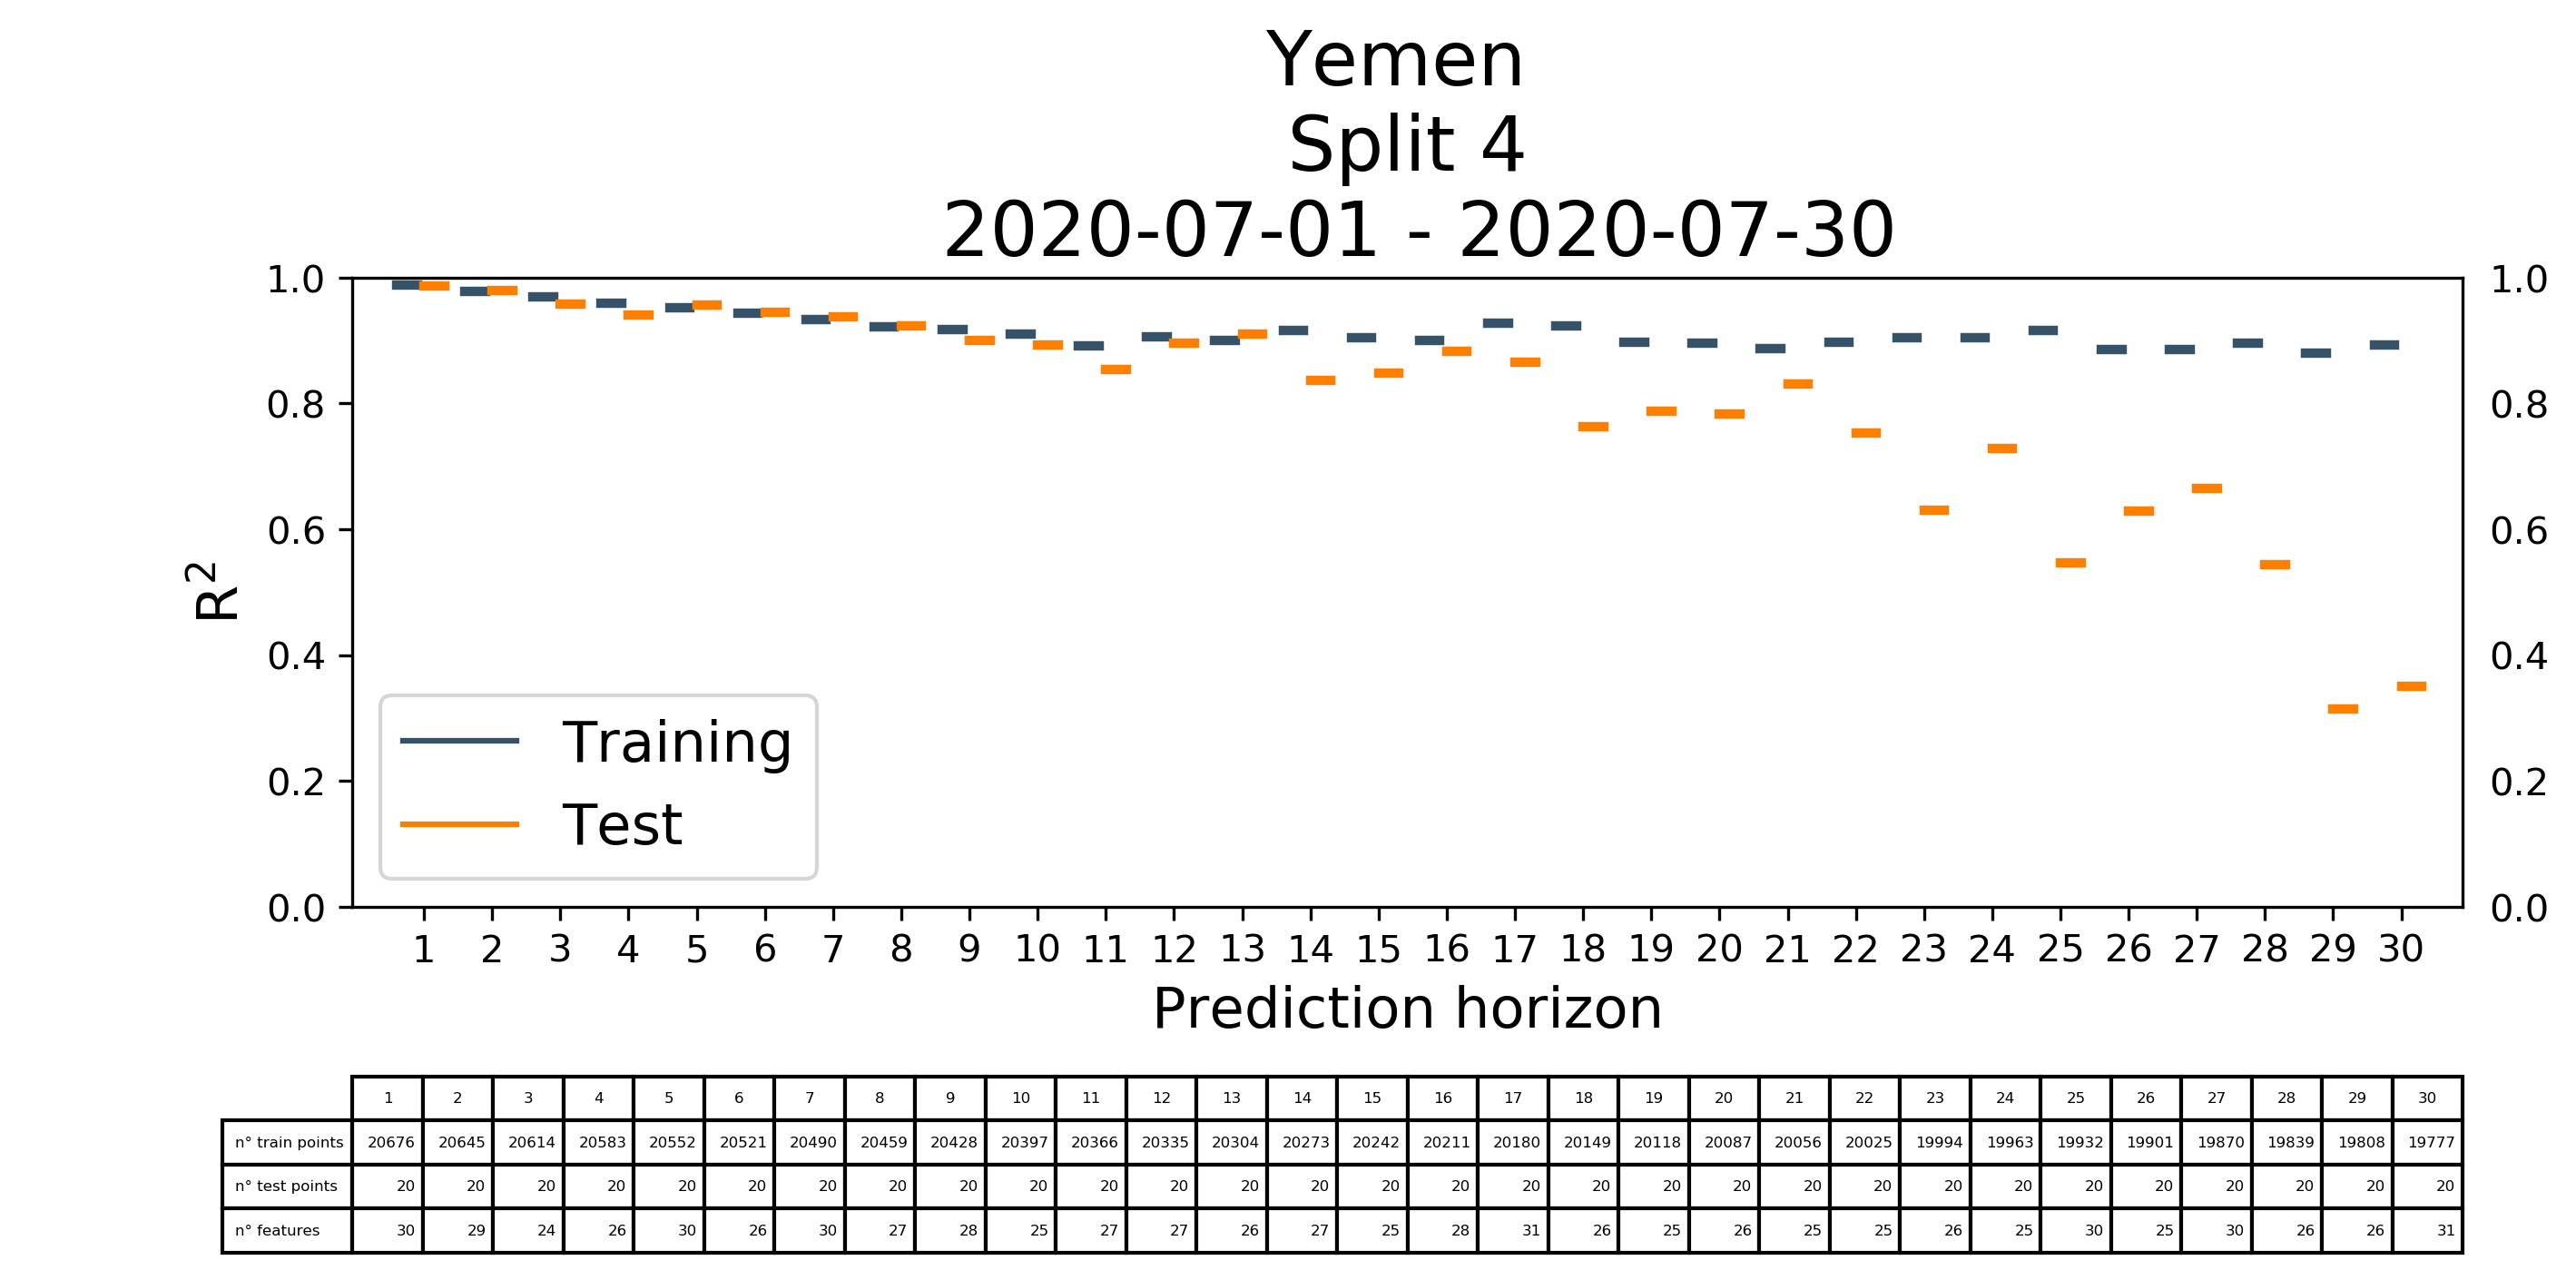 Yemen
Split 4
2020-07-01 - 2020-07-30
1.0 1.0
0.8 0.8
0.6 0.6
0.4 0.4
0.2 0.2
0.0 0.0
R²
Training
Test
1 2 3 4 5 6 7 8 9 10 11 12 13 14 15 16 17 18 19 20 21 22 23 24 25 26 27 28 29 30
Prediction horizon
1 2 3 4 5 6 7 8 9 10 11 12 13 14 15 16 17 18 19 20 21 22 23 24 25 26 27 28 29 30
n° train points 20676 20645 20614 20583 20552 20521 20490 20459 20428 20397 20366 20335 20304 20273 20242 20211 20180 20149 20118 20087 20056 20025 19994 19963 19932 19901 19870 19839 19808 19777
n° test points 20 20 20 20 20 20 20 20 20 20 20 20 20 20 20 20 20 20 20 20 20 20 20 20 20 20 20 20 20 20
n° features 30 29 24 26 30 26 30 27 28 25 27 27 26 27 25 28 31 26 25 26 25 25 26 25 30 25 30 26 26 31